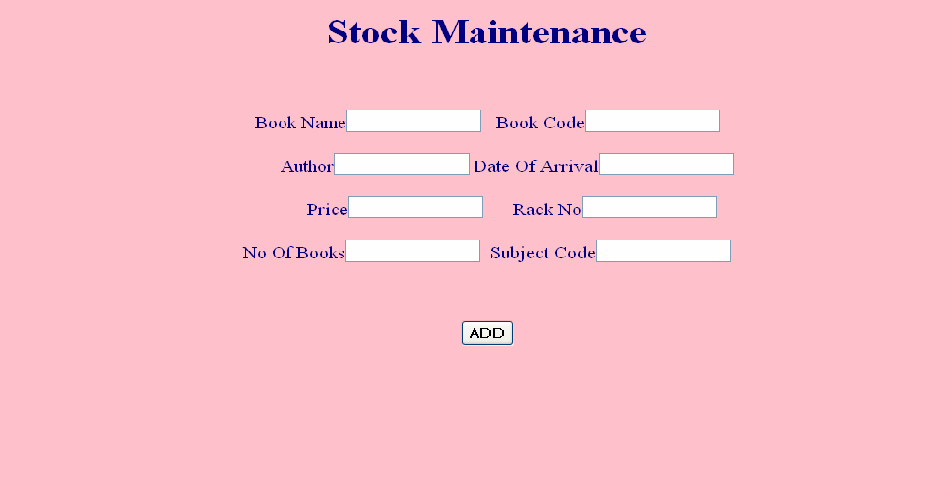 Stock Maintenance
Book Name Book Code
Author Date Of Arrival
Price Rack No
No Of Books Subject Code
ADD